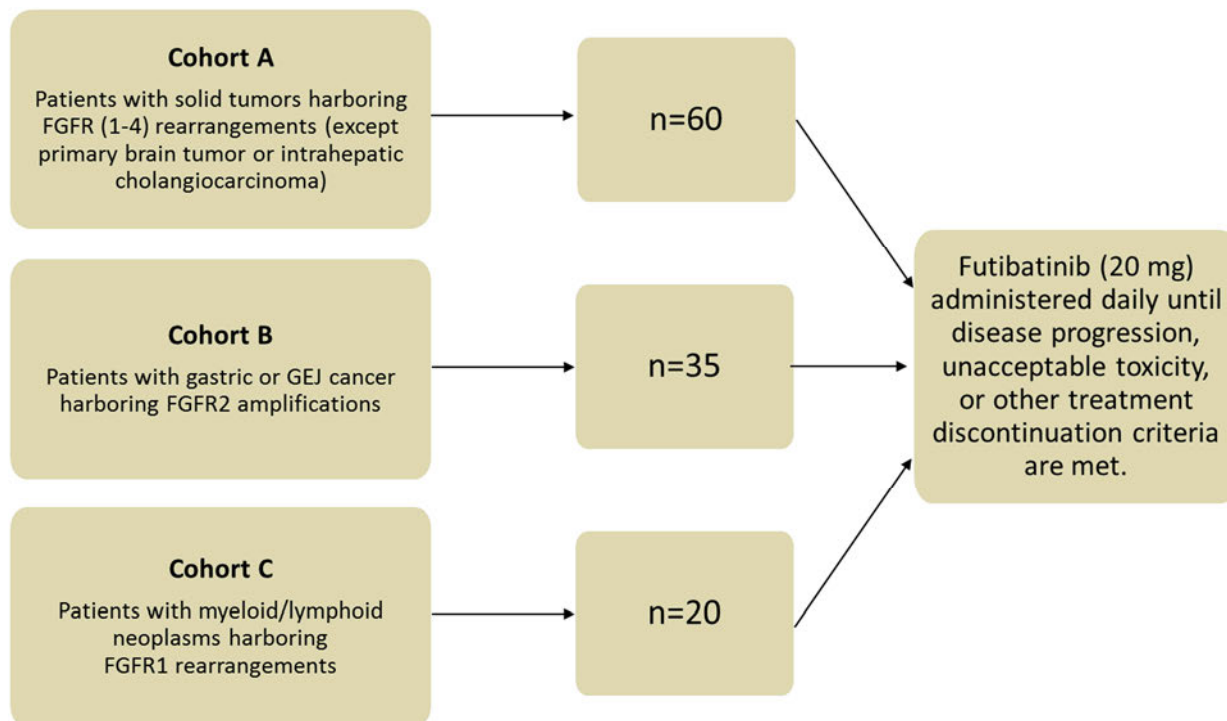 Cohort A
Patients with solid tumors harboring
FGFR (1-4) rearrangements (except
primary brain tumor or intrahepatic
cholangiocarcinoma)
n=60
Cohort B
Patients with gastric or GEJ cancer
harboring FGFR2 amplifications
n=35
Cohort C
Patients with myeloid/lymphoid
neoplasms harboring
FGFR1 rearrangements
n=20
Futibatinib (20 mg)
administered daily until
disease progression,
unacceptable toxicity,
or other treatment
discontinuation criteria
are met.